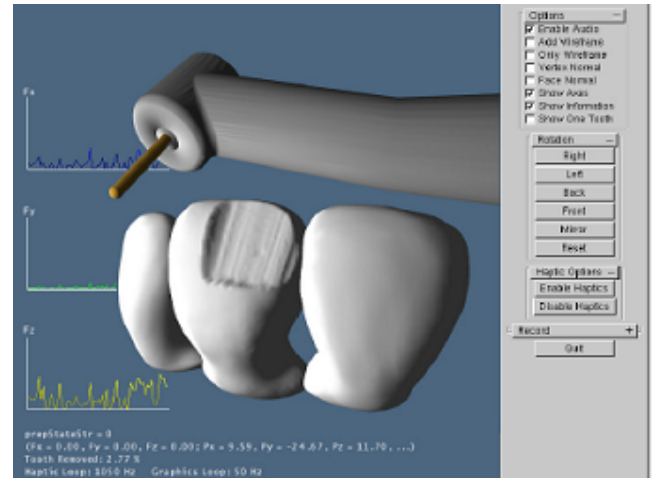 Options
Enable Audio
Add Wireframe
Only Wireframe
Vertex Normal
Face Normal
Show Axis
Show Information
Show One Tooth
Rotation
Right
Left
Back
Front
Mirror
Reset
Haptic Options
Enable Haptics
Disable Haptics
Record
Quit
Fx
Fy
Fz
prepStateStr = 0
(Fx = 0.00, Fy = 0.00, Fz = 0.00; Px = 9.59, Py = -24.67, Pz = 11.70, ...)
Tooth Removed: 2.77 %
Haptic Loop: 1050 Hz Graphics Loop: 50 Hz